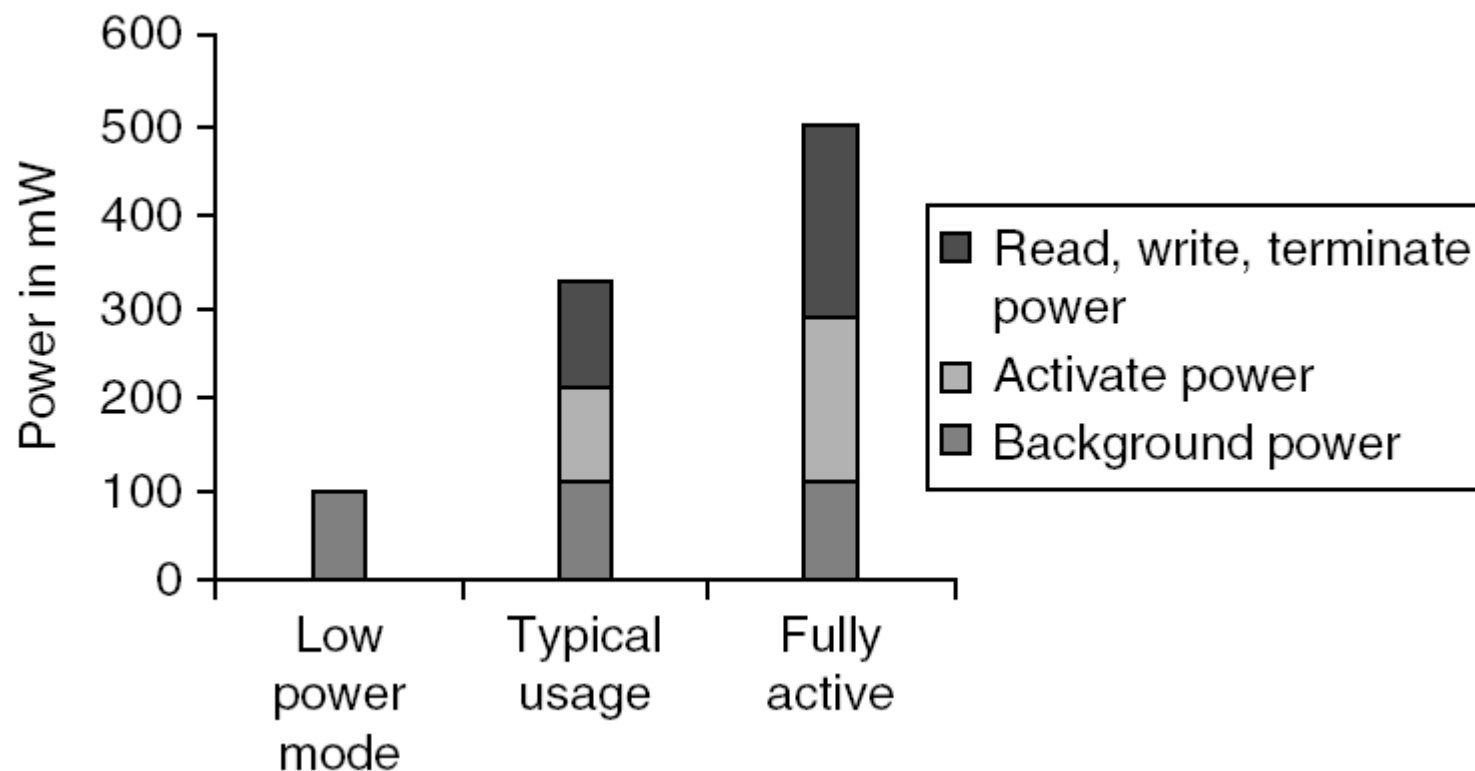 600
500
400
300
200
100
0
Power in mW
Low
power
mode
Typical
usage
Fully
active
Read, write, terminate
power
Activate power
Background power